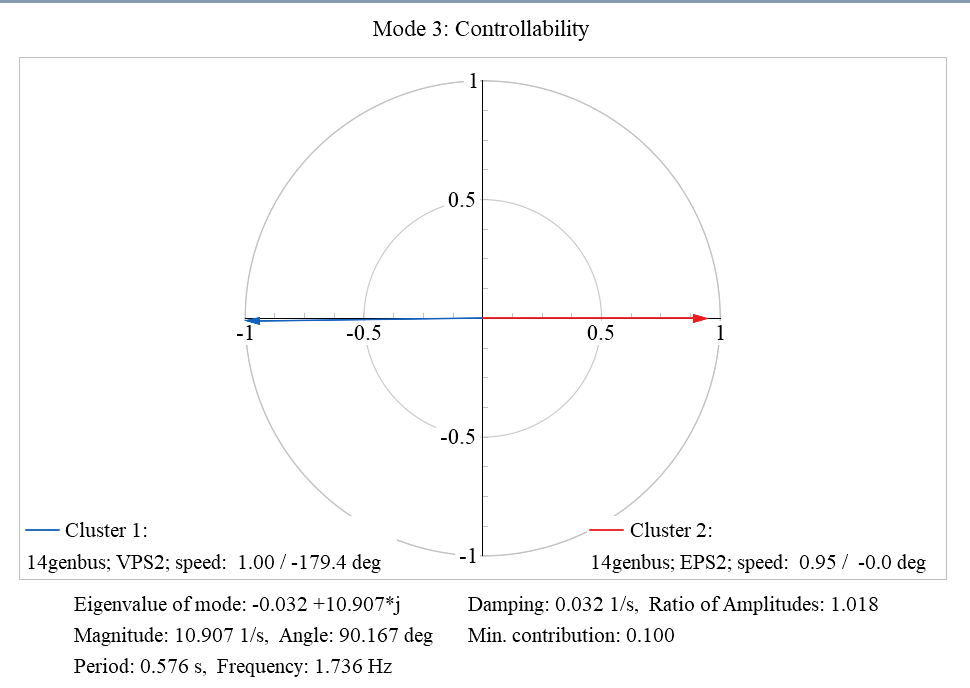 Mode 3: Controllability
1
0.5
-1
-0.5
0.5
1
-0.5
-1
Cluster 1:
14genbus; VPS2; speed: 1.00 / -179.4 deg
Cluster 2:
14genbus; EPS2; speed: 0.95 / -0.0 deg
Eigenvalue of mode: -0.032 +10.907*j
Damping: 0.032 1/s, Ratio of Amplitudes: 1.018
Magnitude: 10.907 1/s, Angle: 90.167 deg
Min. contribution: 0.100
Period: 0.576 s, Frequency: 1.736 Hz